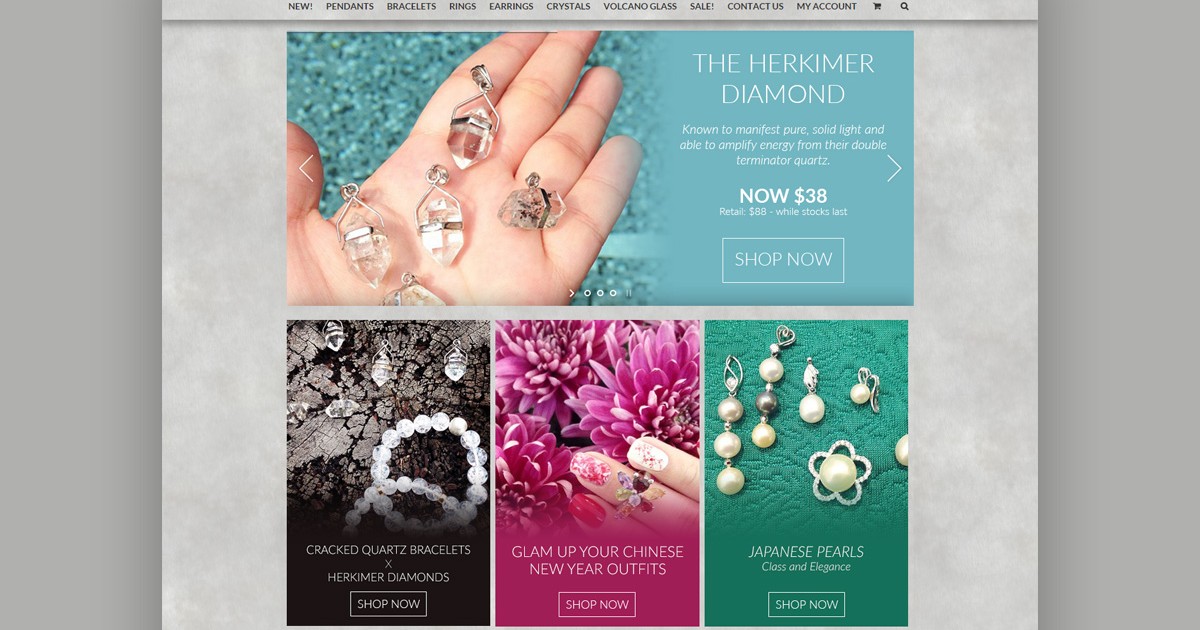 NEW! PENDANTS BRACELETS RINGS EARRINGS CRYSTALS VOLCANO GLASS SALE! CONTACT US MY ACCOUNT
THE HERKIMER
DIAMOND
Known to manifest pure, solid light and
able to amplify energy from their double
terminator quartz.
NOW $38
Retail: $88 - while stocks last
SHOP NOW
CRACKED QUARTZ BRACELETS
X
HERKIMER DIAMONDS
SHOP NOW
GLAM UP YOUR CHINESE
NEW YEAR OUTFITS
SHOP NOW
JAPANESE PEARLS
Class and Elegance
SHOP NOW